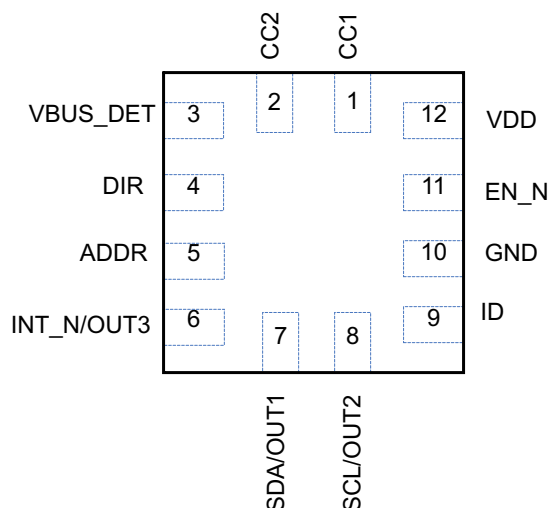 CC2
CC1
2
1
VBUS_DET
3
12
VDD
DIR
4
11
EN_N
ADDR
5
10
GND
INT_N/OUT3
6
9
ID
7
8
SDA/OUT1
SCL/OUT2